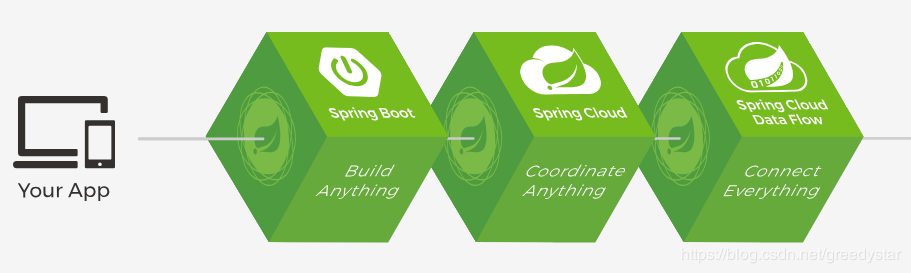 Your App
Spring Boot
Build
Anything
Spring Cloud
Coordinate
Anything
Spring Cloud
Data Flow
Connect
Everything
https://blog.csdn.net/greedystar